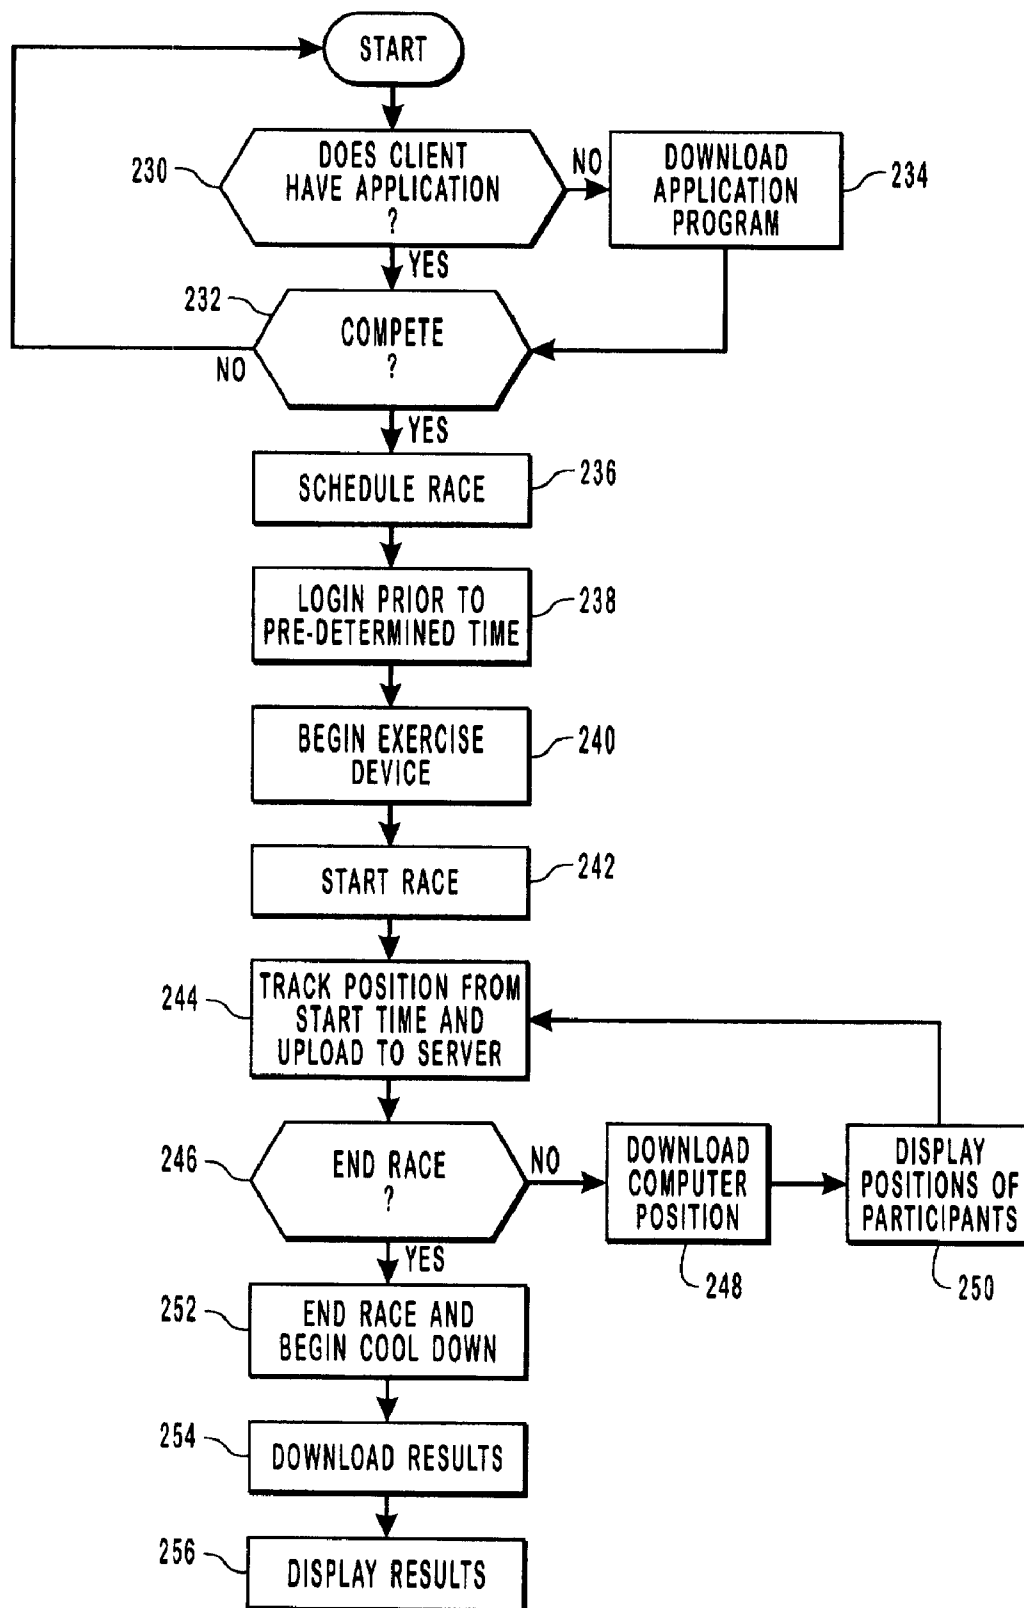 START
230
DOES CLIENT
HAVE APPLICATION
?
NO
DOWNLOAD
APPLICATION
PROGRAM
234
YES
232
COMPETE
?
NO
YES
SCHEDULE RACE
236
LOGIN PRIOR TO
PRE-DETERMINED TIME
238
BEGIN EXERCISE
DEVICE
240
START RACE
242
244
TRACK POSITION FROM
START TIME AND
UPLOAD TO SERVER
246
END RACE
?
NO
DOWNLOAD
COMPUTER
POSITION
248
DISPLAY
POSITIONS OF
PARTICIPANTS
250
YES
252
END RACE AND
BEGIN COOL DOWN
254
DOWNLOAD RESULTS
256
DISPLAY RESULTS